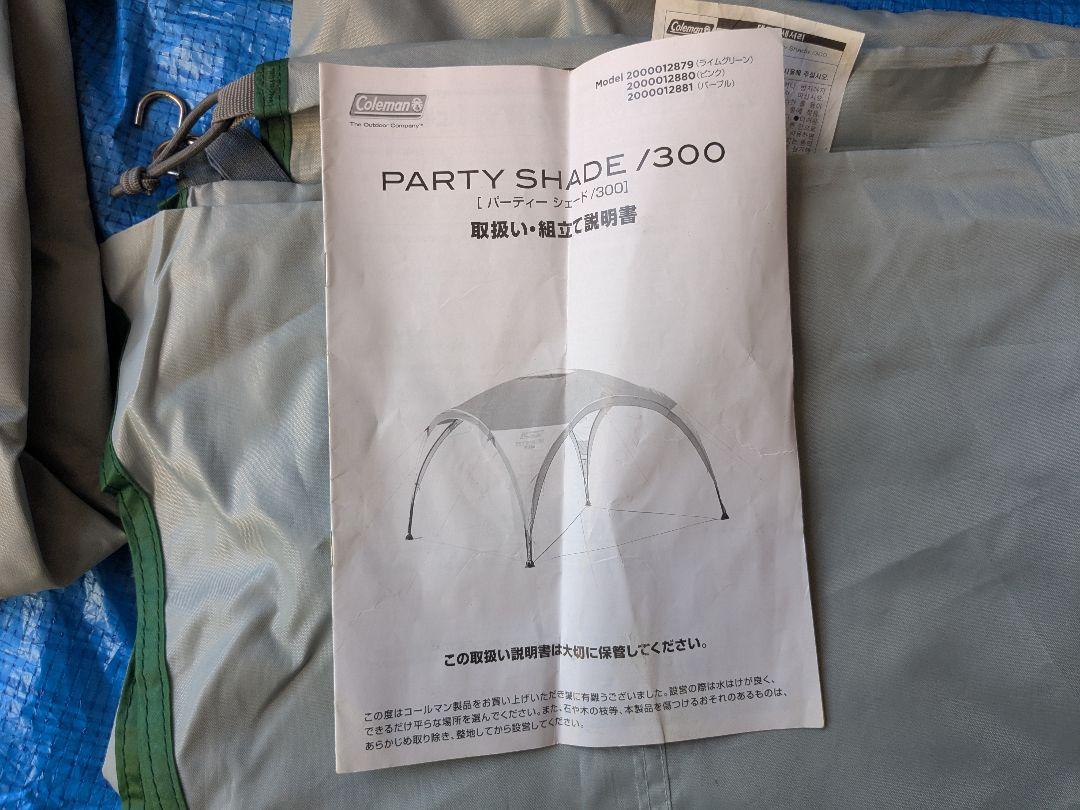 Coleman
The Outdoor Company™
Model 2000012879（ライムグリーン）
2000012880（ピンク）
2000012881（パープル）
PARTY SHADE /300
[ パーティー シェード/300]
取扱い・組立て説明書
この取扱い説明書は大切に保管してください。
この度はコールマン製品をお買い上げいただき誠に有難うございました。設営の際は水はけが良く、
できるだけ平らな場所を選んでください。また、石や木の枝等、本製品を傷つけるおそれのあるものは、
あらかじめ取り除き、整地してから設営してください。
Coleman
Shade /300